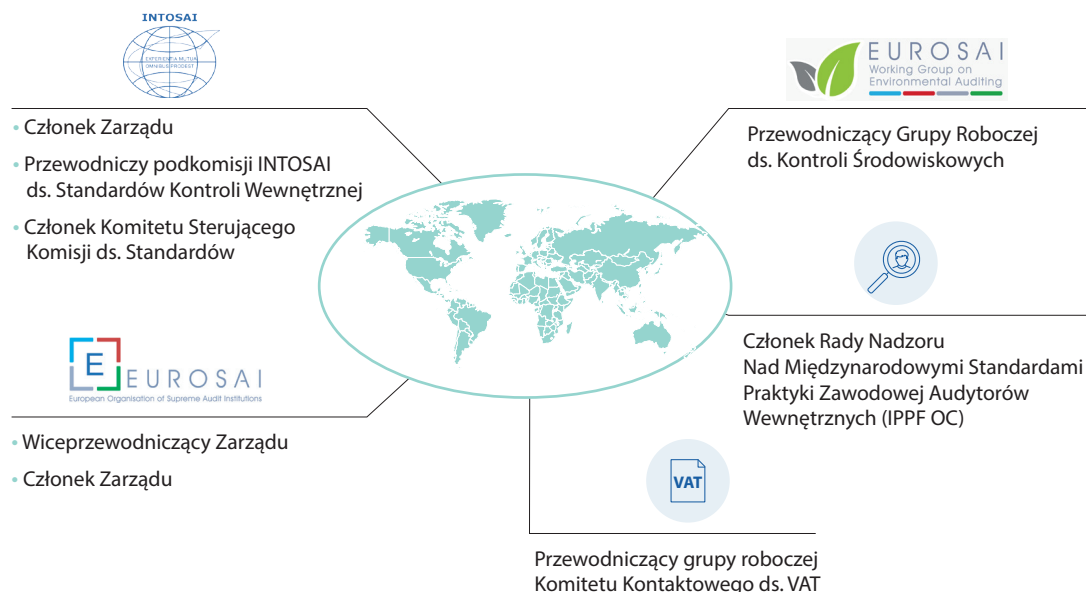 INTOSAI
EXPERIENTIA MUTUA
OMNIBUS PRODEST
• Członek Zarządu
• Przewodniczy podkomisji INTOSAI
ds. Standardów Kontroli Wewnętrznej
• Członek Komitetu Sterującego
Komisji ds. Standardów
E EUROSAI
European Organisation of Supreme Audit Institutions
• Wiceprzewodniczący Zarządu
• Członek Zarządu
EUROSAI
Working Group on
Environmental Auditing
Przewodniczący Grupy Roboczej
ds. Kontroli Środowiskowych
Członek Rady Nadzoru
Nad Międzynarodowymi Standardami
Praktyki Zawodowej Audytorów
Wewnętrznych (IPPF OC)
VAT
Przewodniczący grupy roboczej
Komitetu Kontaktowego ds. VAT